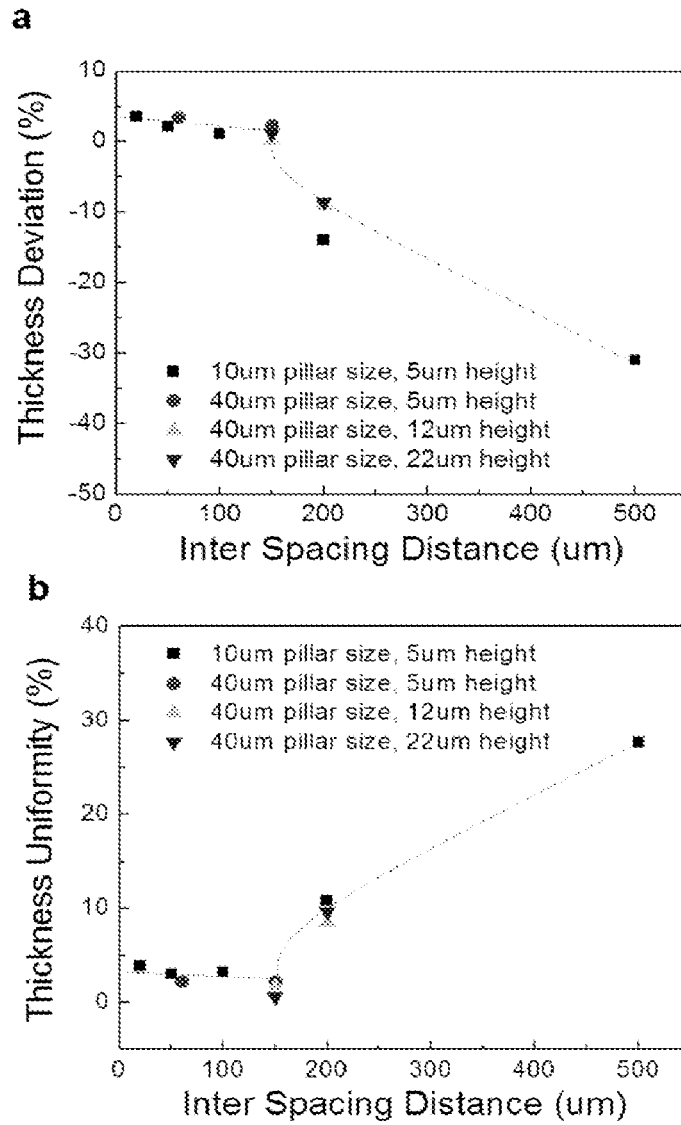 a
Thickness Deviation (%)
10
0
-10
-20
-30
-40
-50
10um pillar size, 5um height
40um pillar size, 5um height
40um pillar size, 12um height
40um pillar size, 22um height
0 100 200 300 400 500
Inter Spacing Distance (um)
b
Thickness Uniformity (%)
40
30
20
10
0
10um pillar size, 5um height
40um pillar size, 5um height
40um pillar size, 12um height
40um pillar size, 22um height
0 100 200 300 400 500
Inter Spacing Distance (um)